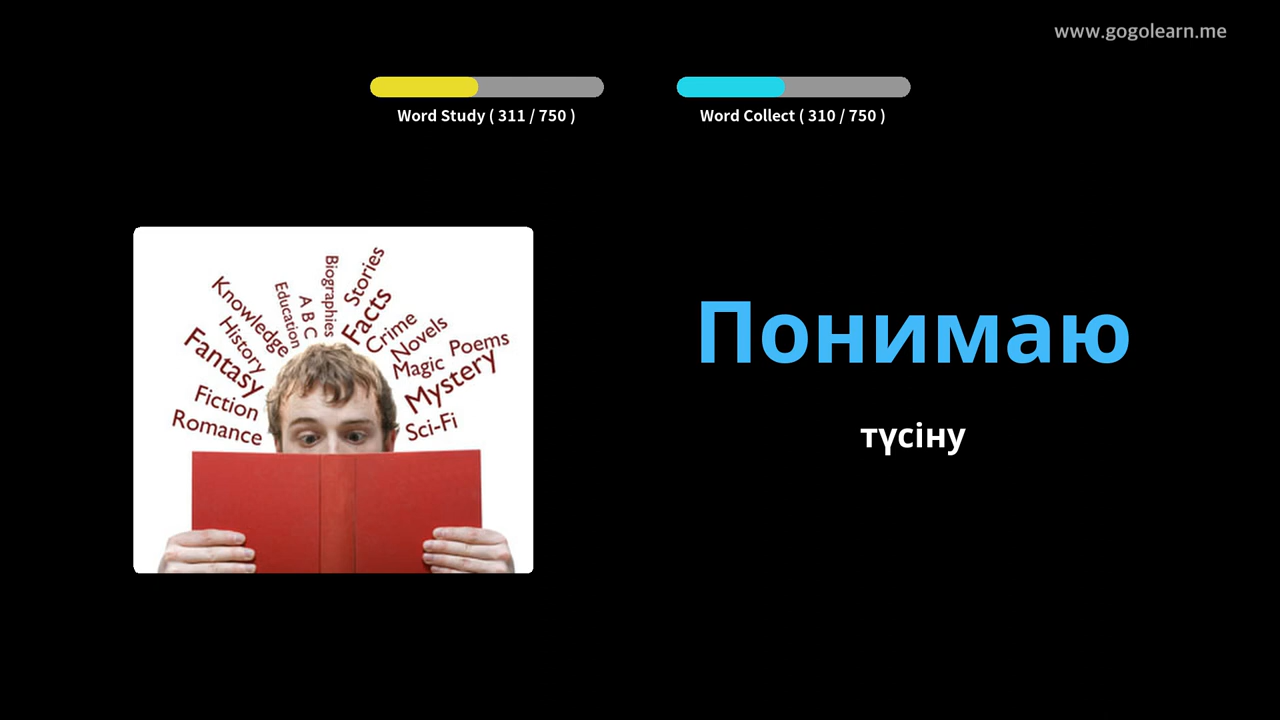 www.gogolearn.me
Word Study ( 311 / 750 )
Word Collect ( 310 / 750 )
Biographies
Stories
Education
A B C
Facts
Knowledge
Crime
History
Novels
Fantasy
Magic
Poems
Mystery
Fiction
Romance
Sci-Fi
Понимаю
түсіну